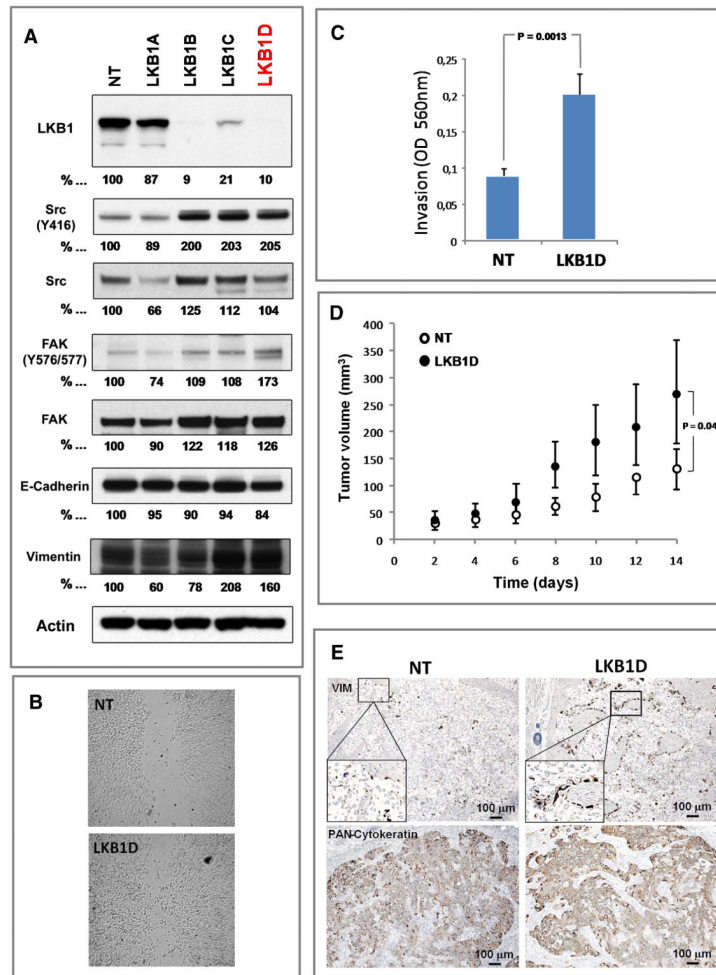 A
NT
LKB1A
LKB1B
LKB1C
LKB1D
LKB1
% ... 100 87 9 21 10
Src
(Y416)
% ... 100 89 200 203 205
Src
% ... 100 66 125 112 104
FAK
(Y576/577)
% ... 100 74 109 108 173
FAK
% ... 100 90 122 118 126
E-Cadherin
% ... 100 95 90 94 84
Vimentin
% ... 100 60 78 208 160
Actin
B
NT
LKB1D
C
P = 0.0013
Invasion (OD 560nm)
0,25
0,2
0,15
0,1
0,05
0
NT LKB1D
D
NT
LKB1D
Tumor volume (mm³)
400
350
300
250
200
150
100
50
0
P = 0.04
0 2 4 6 8 10 12 14
Time (days)
E
NT LKB1D
VIM
100 µm
100 µm
PAN-Cytokeratin
100 µm
100 µm